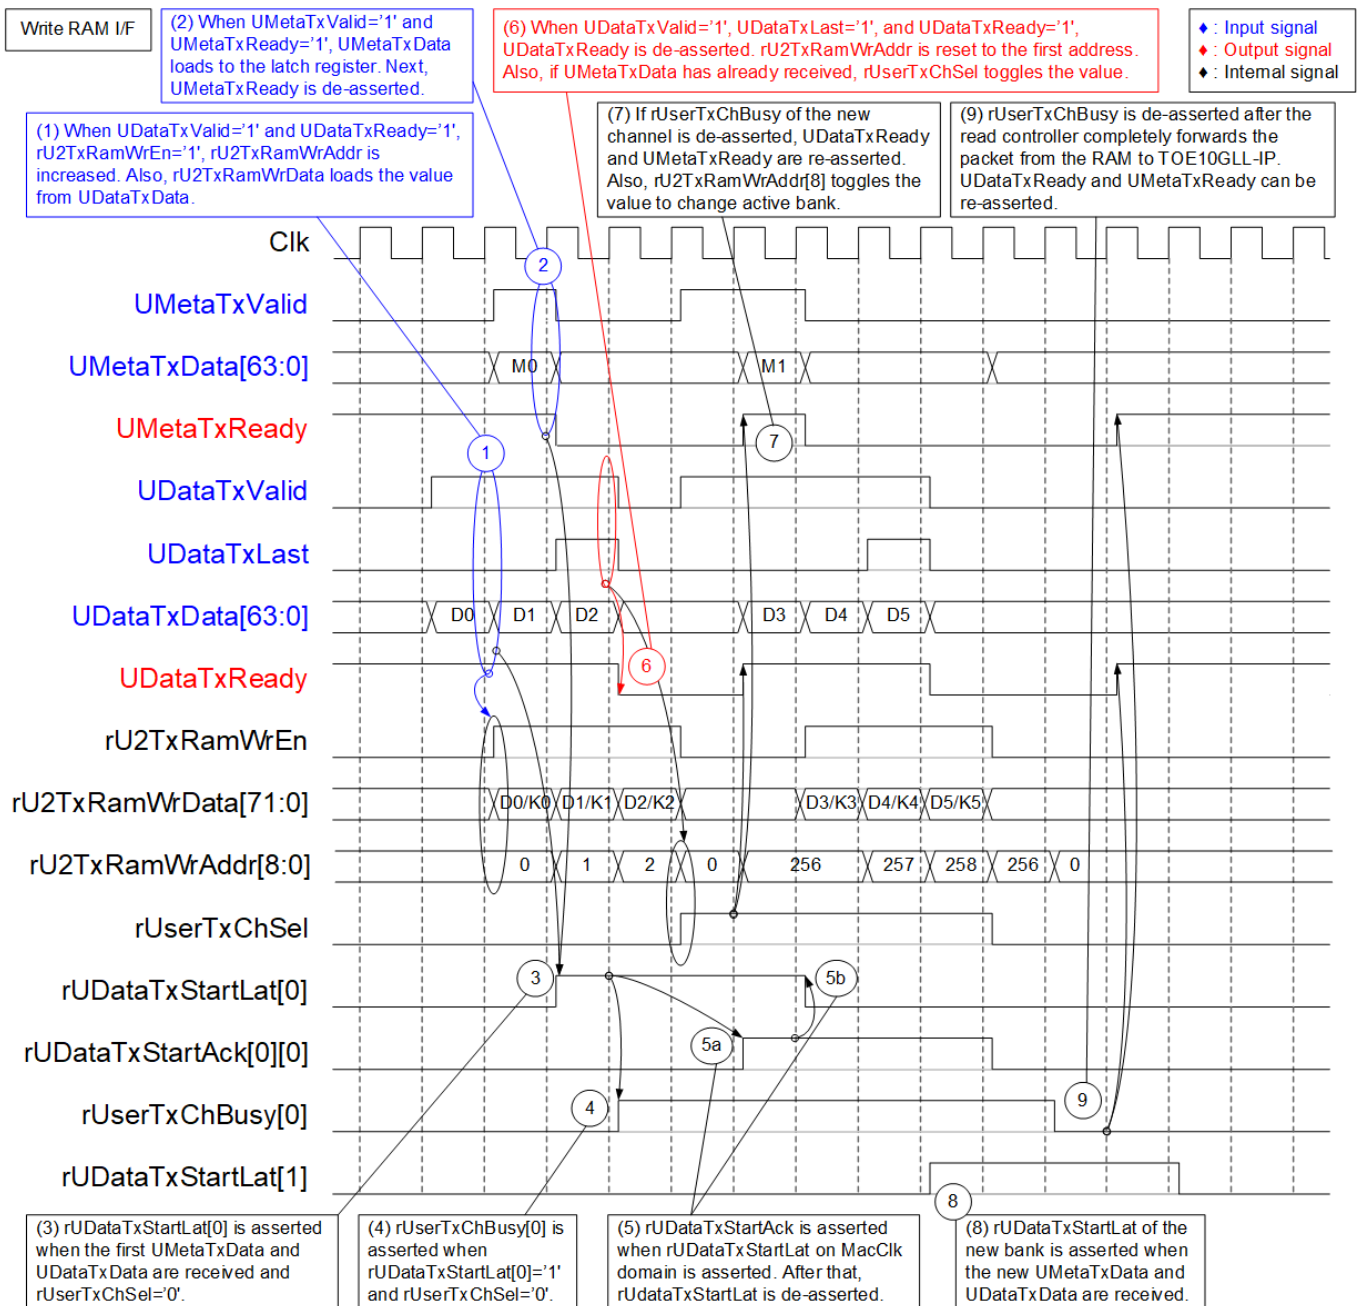 Write RAM I/F
(2) When UMetaTxValid='1' and
UMetaTxReady='1', UMetaTxData
loads to the latch register. Next,
UMetaTxReady is de-asserted.
(6) When UDataTxValid='1', UDataTxLast='1', and UDataTxReady='1',
UDataTxReady is de-asserted. rU2TxRamWrAddr is reset to the first address.
Also, if UMetaTxData has already received, rUserTxChSel toggles the value.
♦ : Input signal
♦ : Output signal
♦ : Internal signal
(1) When UDataTxValid='1' and UDataTxReady='1',
rU2TxRamWrEn='1', rU2TxRamWrAddr is
increased. Also, rU2TxRamWrData loads the value
from UDataTxData.
(7) If rUserTxChBusy of the new
channel is de-asserted, UDataTxReady
and UMetaTxReady are re-asserted.
Also, rU2TxRamWrAddr[8] toggles the
value to change active bank.
(9) rUserTxChBusy is de-asserted after the
read controller completely forwards the
packet from the RAM to TOE10GLL-IP.
UDataTxReady and UMetaTxReady can be
re-asserted.
Clk
2
UMetaTxValid
UMetaTxData[63:0] M0 M1
UMetaTxReady
7
1
UDataTxValid
UDataTxLast
UDataTxData[63:0] D0 D1 D2 D3 D4 D5
UDataTxReady
6
rU2TxRamWrEn
rU2TxRamWrData[71:0] D0/K0 D1/K1 D2/K2 D3/K3 D4/K4 D5/K5
rU2TxRamWrAddr[8:0] 0 1 2 0 256 257 258 256 0
rUserTxChSel
rUDataTxStartLat[0] 3 5b
rUDataTxStartAck[0][0] 5a
rUserTxChBusy[0] 4 9
rUDataTxStartLat[1]
8
(3) rUDataTxStartLat[0] is asserted
when the first UMetaTxData and
UDataTxData are received and
rUserTxChSel='0'.
(4) rUserTxChBusy[0] is
asserted when
rUDataTxStartLat[0]='1'
and rUserTxChSel='0'.
(5) rUDataTxStartAck is asserted
when rUDataTxStartLat on MacClk
domain is asserted. After that,
rUdataTxStartLat is de-asserted.
(8) rUDataTxStartLat of the
new bank is asserted when
the new UMetaTxData and
UDataTxData are received.